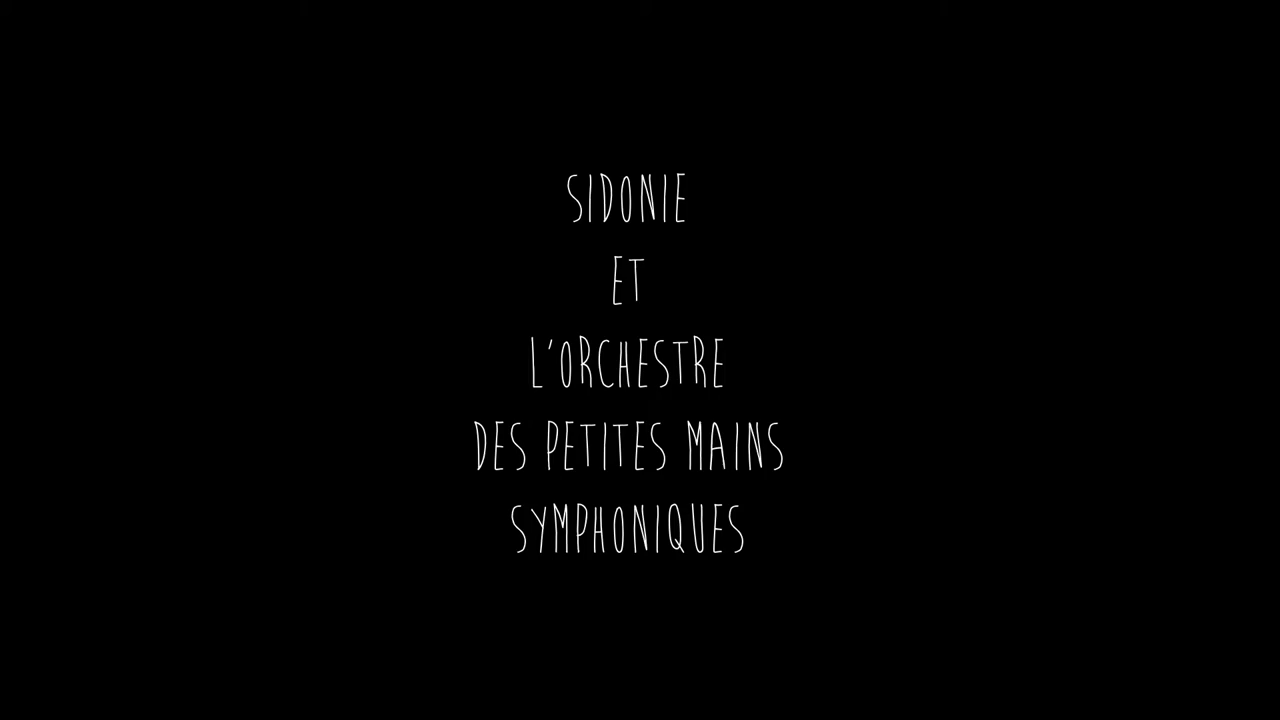 SIDONIE
ET
L'ORCHESTRE
DES PETITES MAINS
SYMPHONIQUES